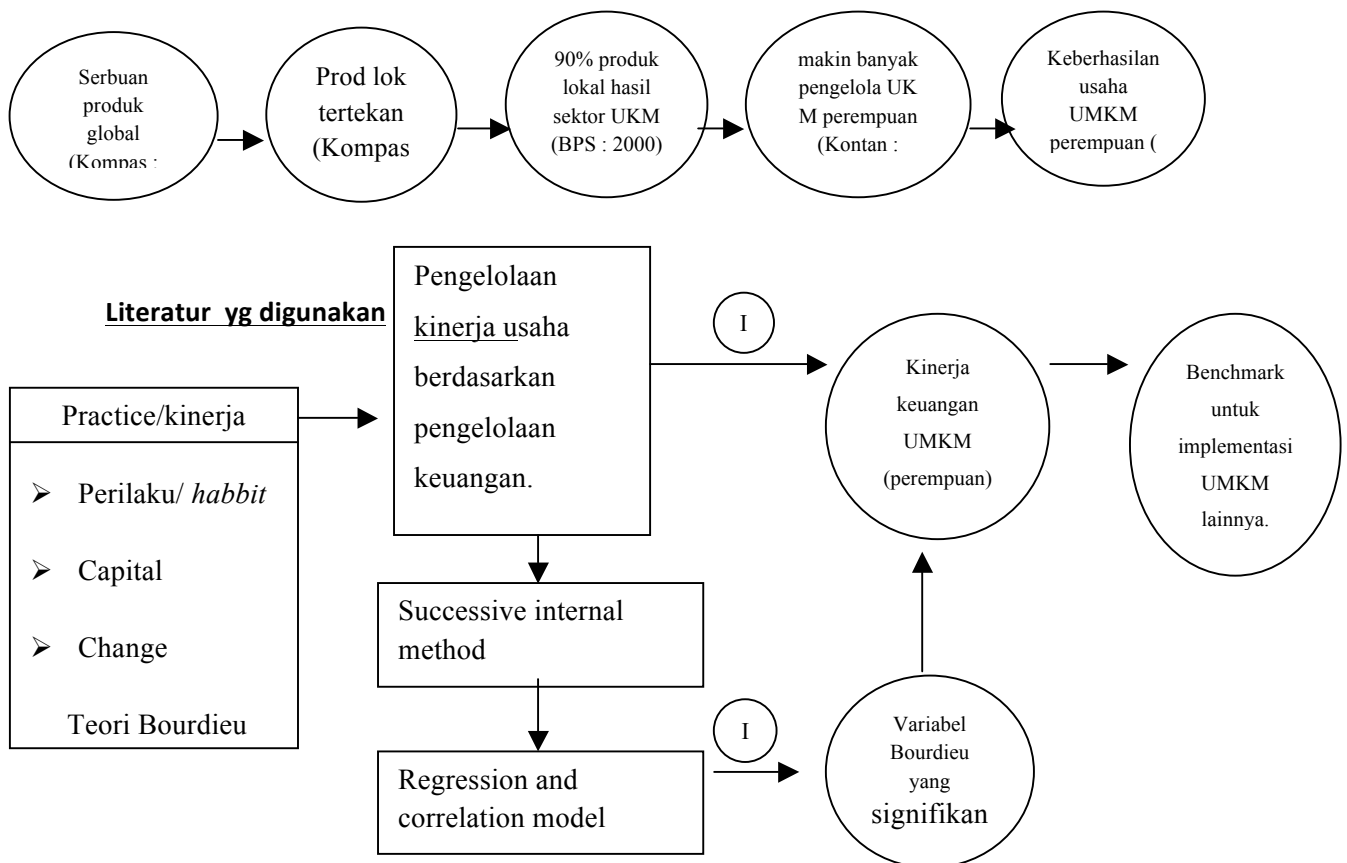 Serbuan
produk
global
(Kompas :
Prod lok
tertekan
(Kompas
90% produk
lokal hasil
sektor UKM
(BPS : 2000)
makin banyak
pengelola UK
M perempuan
(Kontan :
Keberhasilan
usaha
UMKM
perempuan (
Literatur yg digunakan
Practice/kinerja
➢ Perilaku/ habbit
➢ Capital
➢ Change
Teori Bourdieu
Pengelolaan
kinerja usaha
berdasarkan
pengelolaan
keuangan.
I
Kinerja
keuangan
UMKM
(perempuan)
Benchmark
untuk
implementasi
UMKM
lainnya.
Successive internal
method
Regression and
correlation model
I
Variabel
Bourdieu
yang
signifikan